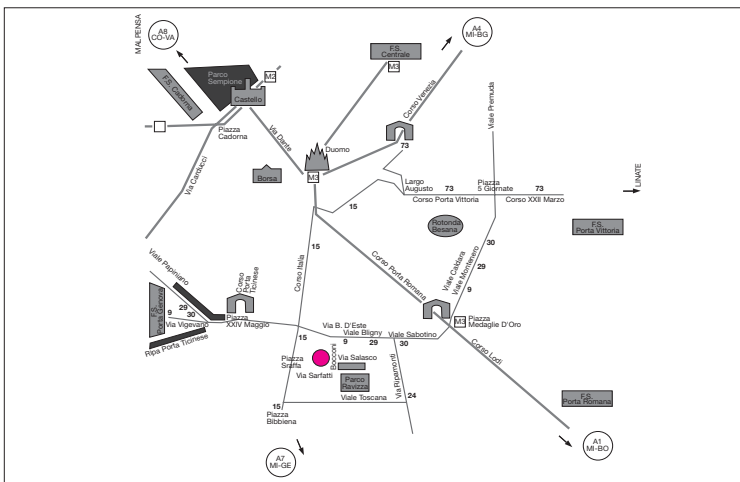 MALPENSA
A8
CO-VA
A4
MI-BG
F.S.
Centrale
M3
Parco
Sempione
M2
F.S. Cadorna
Castello
Corso Venezia
Viale Premuda
Piazza
Cadorna
Via Dante
Duomo
73
M3
Borsa
Via Carducci
Largo
Augusto
73
Piazza
5 Giornate
73
LINATE
Corso Porta Vittoria
Corso XXII Marzo
15
Rotonda
Besana
F.S.
Porta Vittoria
15
30
Corso Italia
Corso Porta Romana
Viale Caldara
Viale Montenero
29
9
Viale Papiniano
Corso
Porta
Ticinese
F.S.
Porta Genova
9
29
30
Via Vigevano
Piazza
XXIV Maggio
M3
Piazza
Medaglie D'Oro
Ripa Porta Ticinese
Via B. D'Este
Viale Bligny
Viale Sabotino
15
9
29
30
Corso Lodi
Piazza
Sraffa
Bocconi
Via Salasco
Via Sarfatti
Parco
Ravizza
Via Ripamonti
Viale Toscana
24
F.S.
Porta Romana
15
Piazza
Bibbiena
A7
MI-GE
A1
MI-BO